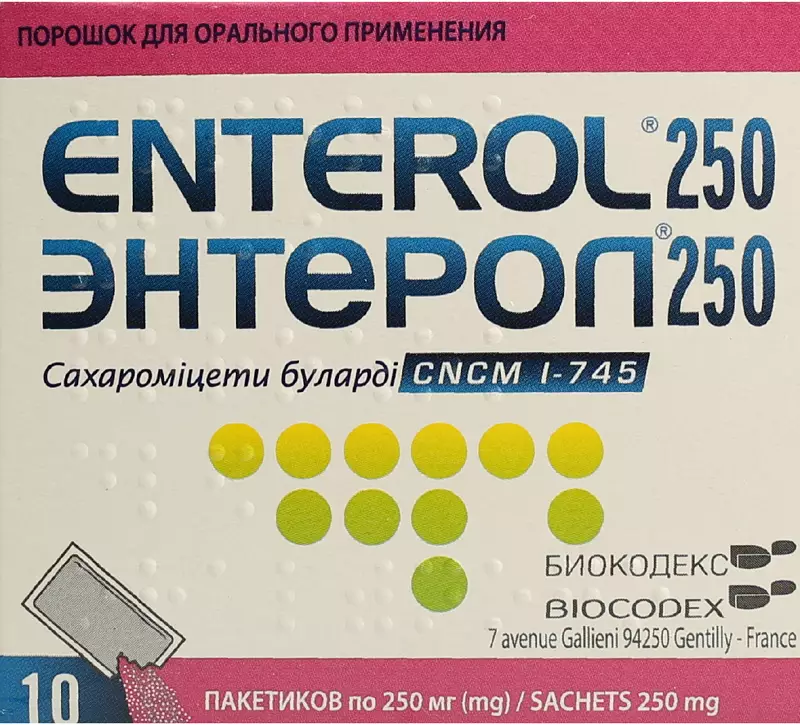 ПОРОШОК ДЛЯ ОРАЛЬНОГО ПРИМЕНЕНИЯ
ENTEROL® 250
ЭНТЕРОЛ® 250
Сахароміцети буларді CNCM I-745
БИОКОДЕКС
BIOCODEX
7 avenue Gallieni 94250 Gentilly - France
10 ПАКЕТИКОВ по 250 мг (mg) / SACHETS 250 mg